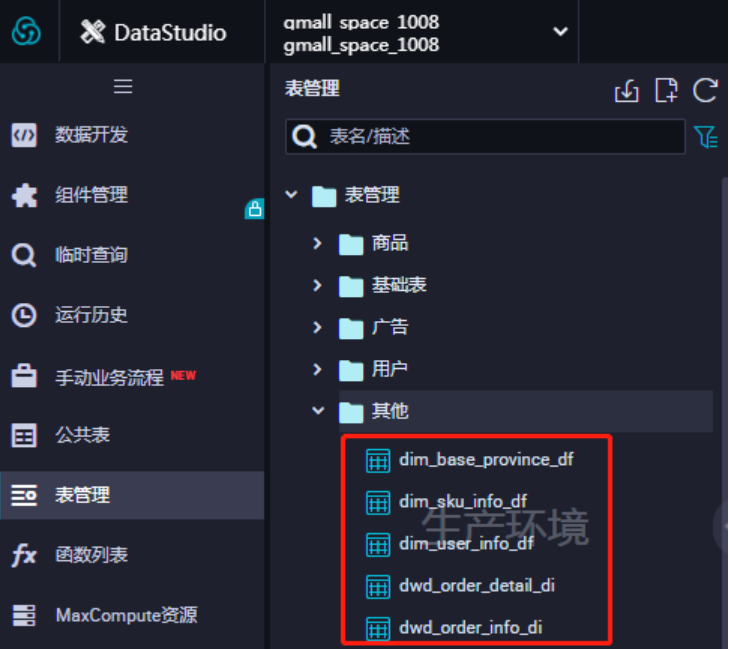 DataStudio
gmall_space_1008
gmall_space_1008
数据开发
组件管理
临时查询
运行历史
手动业务流程 NEW
公共表
表管理
函数列表
MaxCompute资源
表管理
表名/描述
表管理
商品
基础表
广告
用户
其他
dim_base_province_df
dim_sku_info_df
dim_user_info_df
dwd_order_detail_di
dwd_order_info_di
生产环境